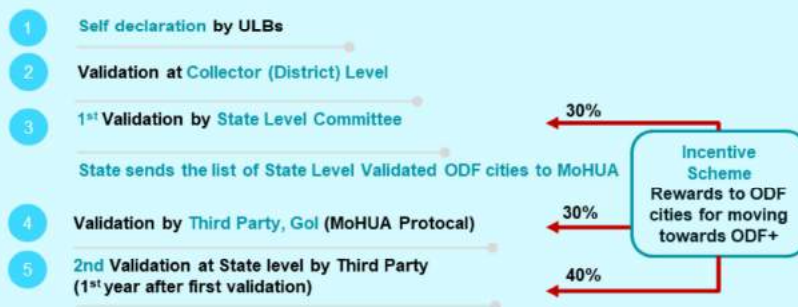 1
Self declaration by ULBs
2
Validation at Collector (District) Level
3
1st Validation by State Level Committee
30%
State sends the list of State Level Validated ODF cities to MoHUA
Incentive
Scheme
Rewards to ODF
cities for moving
towards ODF+
4
Validation by Third Party, GoI (MoHUA Protocal)
30%
5
2nd Validation at State level by Third Party
(1st year after first validation)
40%